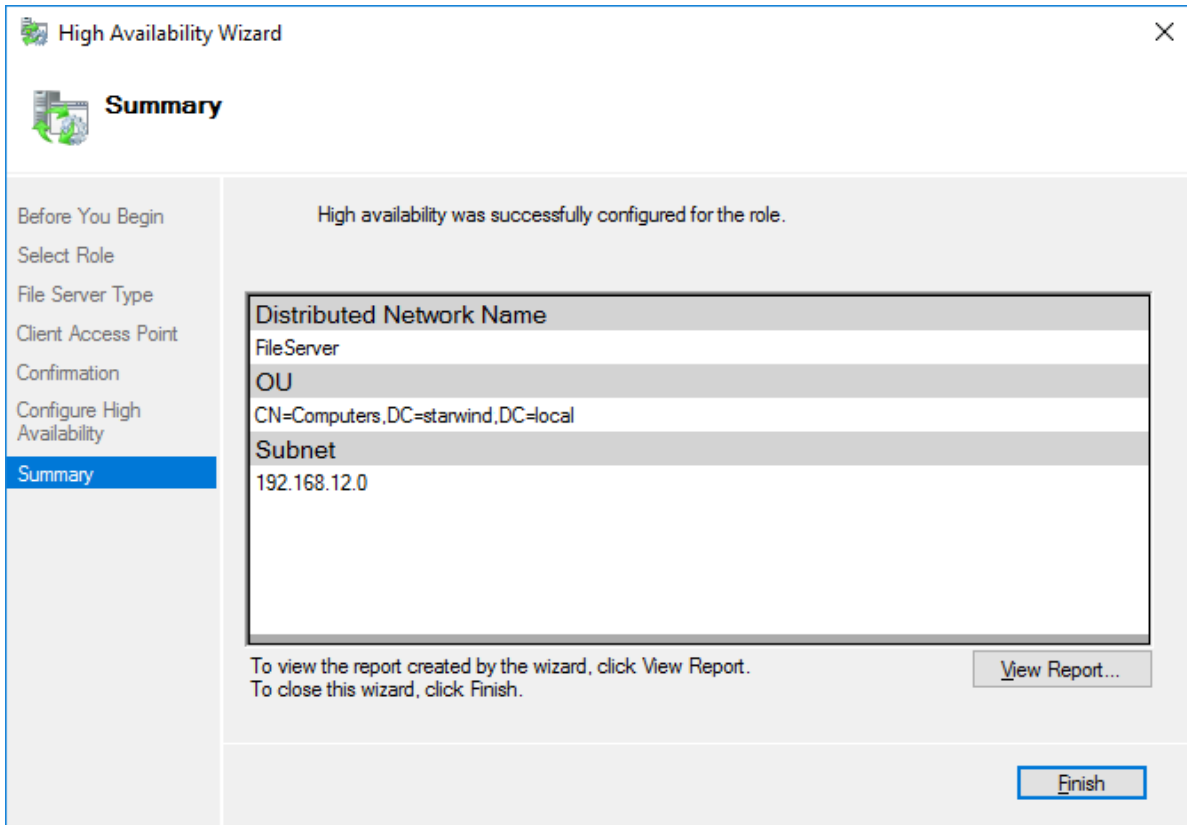 High Availability Wizard
Summary
Before You Begin
Select Role
File Server Type
Client Access Point
Confirmation
Configure High
Availability
Summary
High availability was successfully configured for the role.
Distributed Network Name
FileServer
OU
CN=Computers,DC=starwind,DC=local
Subnet
192.168.12.0
To view the report created by the wizard, click View Report.
To close this wizard, click Finish.
View Report...
Finish